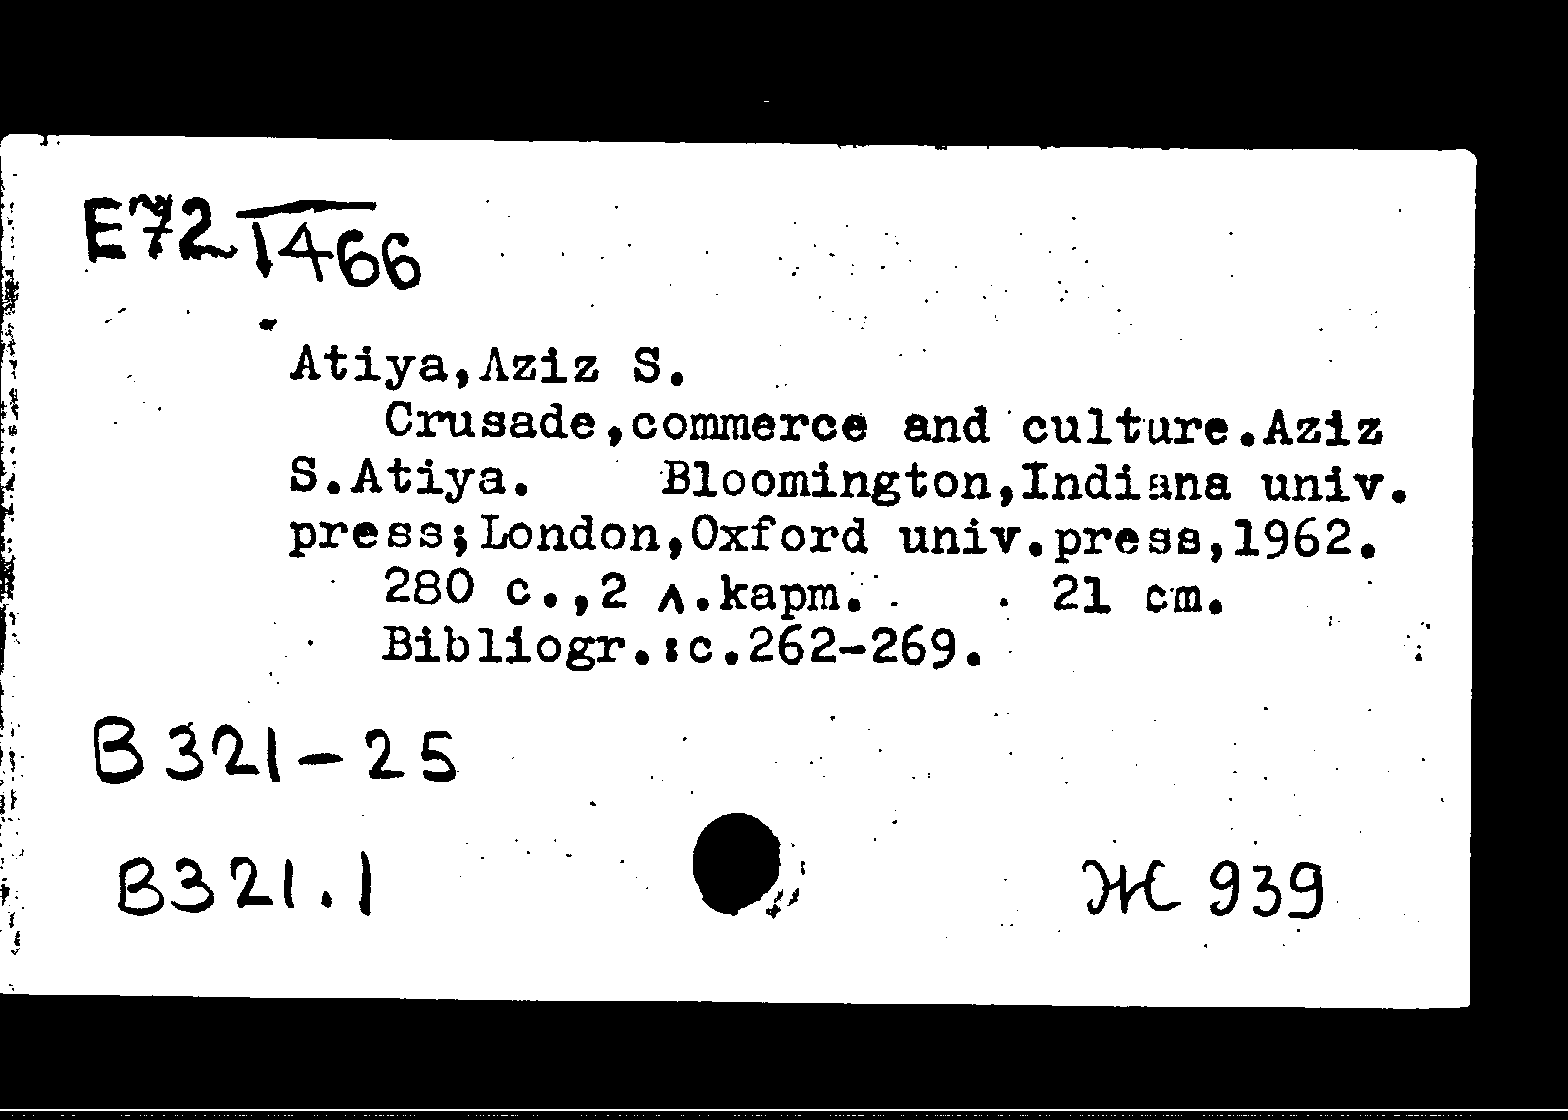 E72
1466
Atiya,Aziz S.
Crusade,commerce and culture.Aziz
S.Atiya. Bloomington,Indiana univ.
press;London,Oxford univ.press,1962.
280 c.,2 л.карт. 21 cm.
Bibliogr.:c.262-269.
B321-25
B321.1
Ж 939